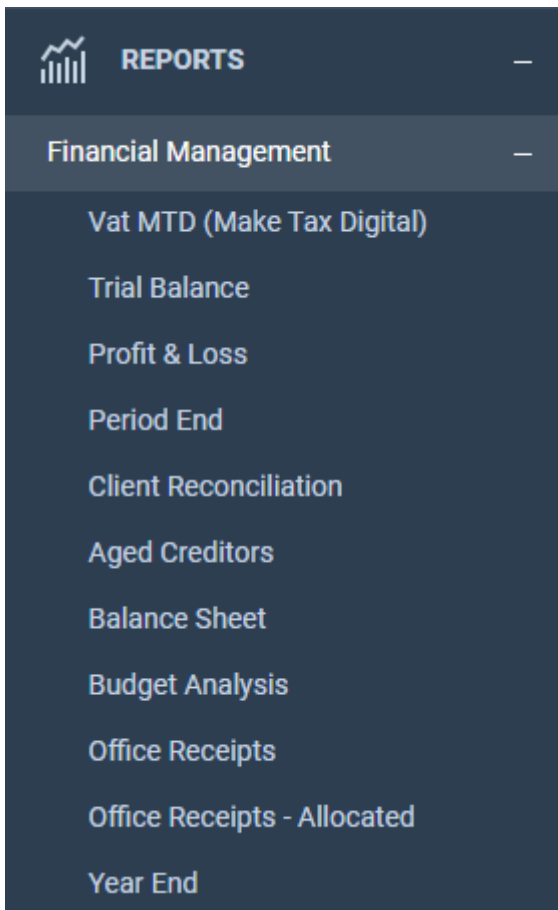 REPORTS
Financial Management
Vat MTD (Make Tax Digital)
Trial Balance
Profit & Loss
Period End
Client Reconciliation
Aged Creditors
Balance Sheet
Budget Analysis
Office Receipts
Office Receipts - Allocated
Year End